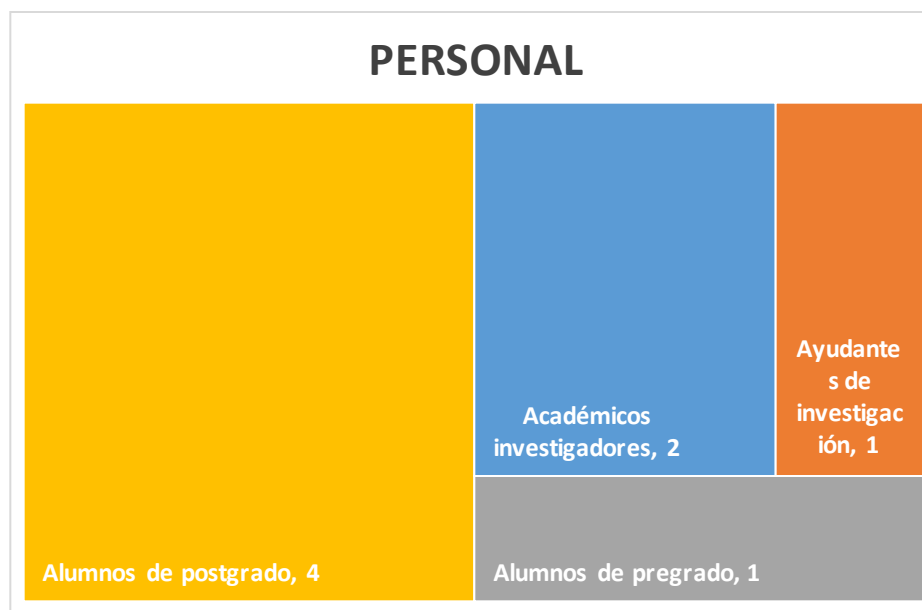 PERSONAL
Ayudante
s de
investigac
ión, 1
Académicos
investigadores, 2
Alumnos de postgrado, 4
Alumnos de pregrado, 1